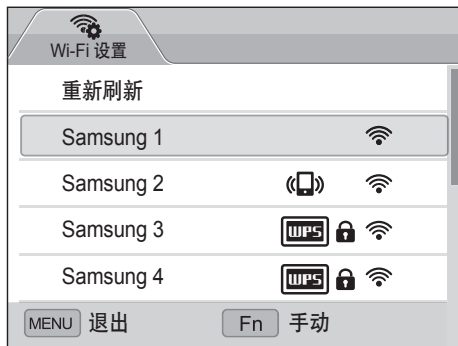 Wi-Fi 设置
重新刷新
Samsung 1
Samsung 2
Samsung 3 WPS
Samsung 4 WPS
MENU 退出 Fn 手动